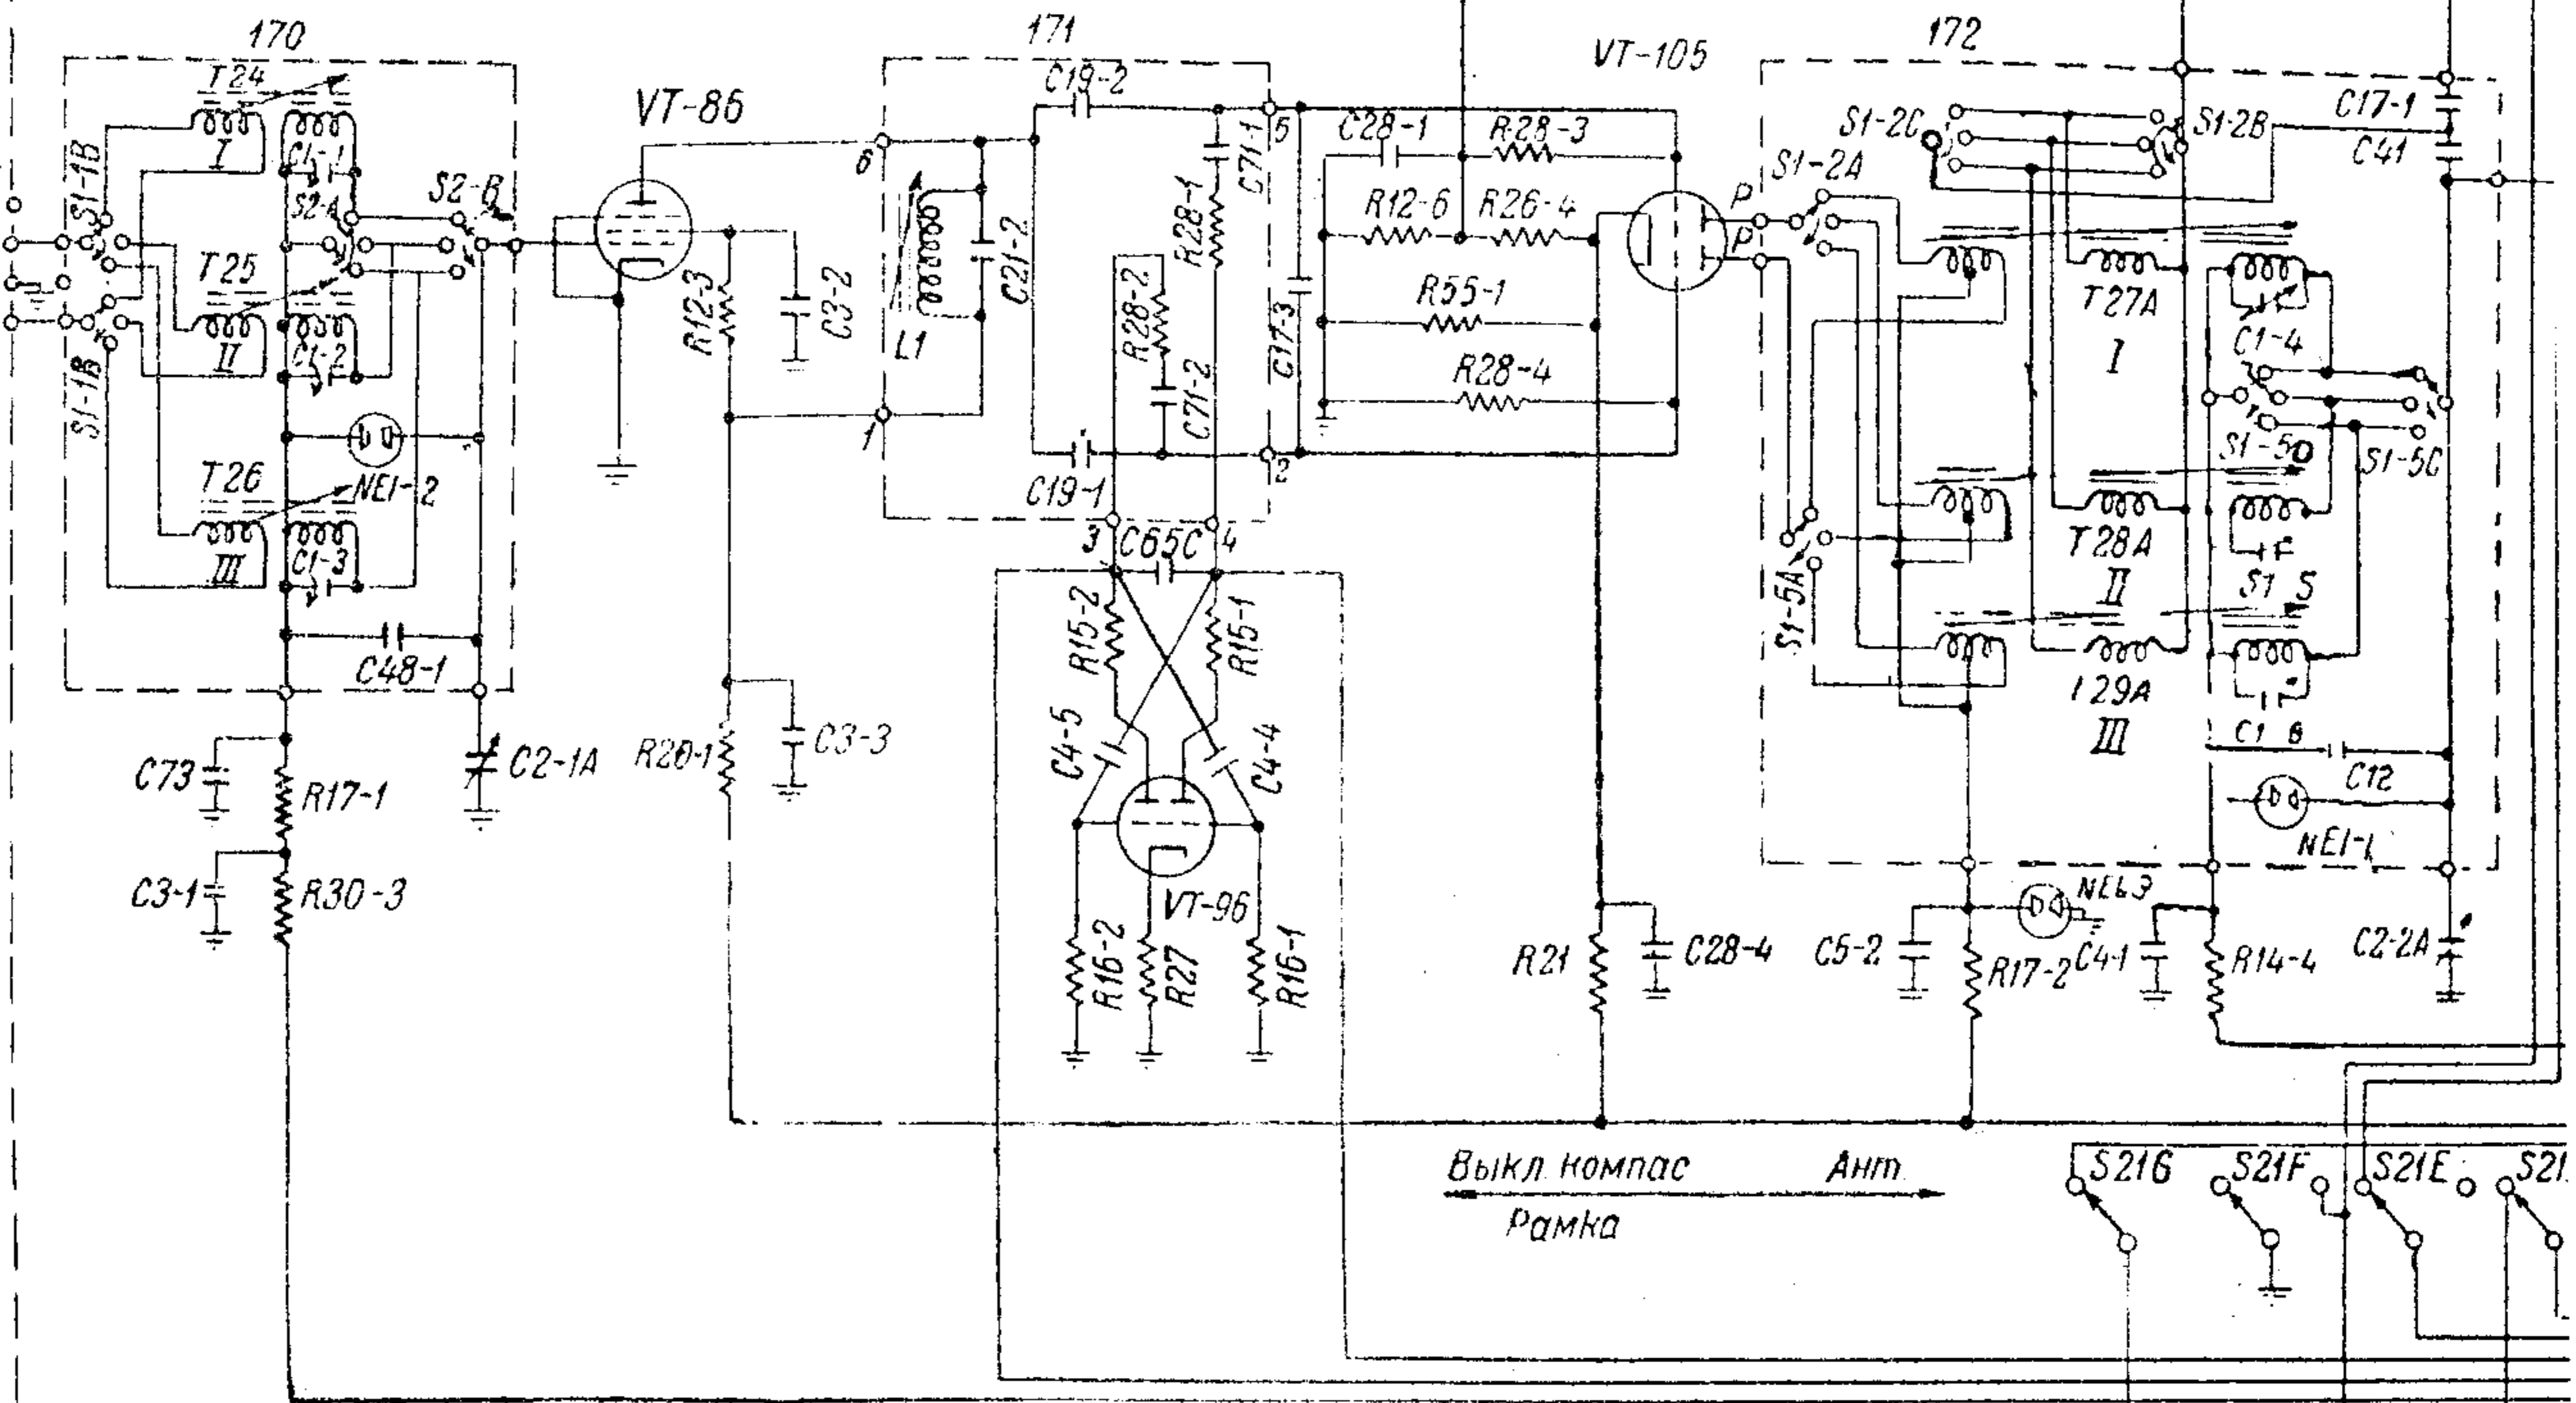 170
T24
I
C1-1
S1-1B
S2-A
S2-B
T25
II
C1-2
S1-1B
T26
NE1-2
III
C1-3
C48-1
C73
R17-1
C2-1A
C3-1
R30-3
VT-86
R12-3
C3-2
R20-1
C3-3
171
C19-2
5
6
C71-1
R28-1
L1
C21-2
R28-2
C71-2
C17-3
1
C19-1
2
3
C65C
4
R15-2
R15-1
C4-5
C4-4
VT-96
R16-2
R27
R16-1
VT-105
C28-1
R28-3
R12-6
R26-4
R55-1
R28-4
P
P
R21
C28-4
172
S1-2C
S1-2B
C17-1
C41
S1-2A
T27A
I
C1-4
S1-5D
S1-5C
T28A
II
S1 5
S1-5A
29A
III
C1 6
C12
NE1-1
C5-2
R17-2
C4-1
R14-4
C2-2A
Выкл. компас Ант.
Рамка
S21G
S21F
S21E
S21